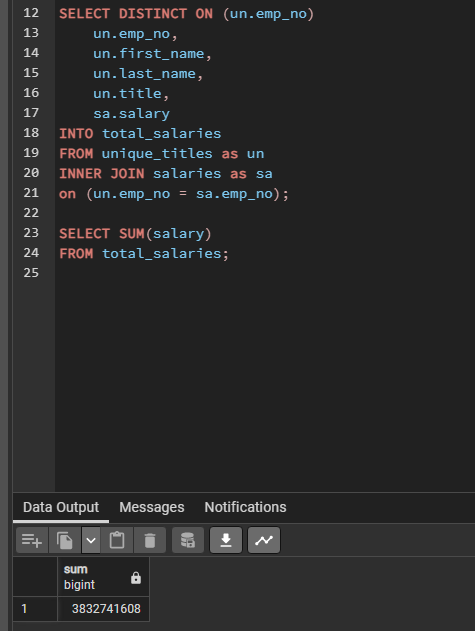 12 SELECT DISTINCT ON (un.emp_no)
13 un.emp_no,
14 un.first_name,
15 un.last_name,
16 un.title,
17 sa.salary
18 INTO total_salaries
19 FROM unique_titles as un
20 INNER JOIN salaries as sa
21 on (un.emp_no = sa.emp_no);
22
23 SELECT SUM(salary)
24 FROM total_salaries;
25
Data Output Messages Notifications
sum
bigint
1 3832741608